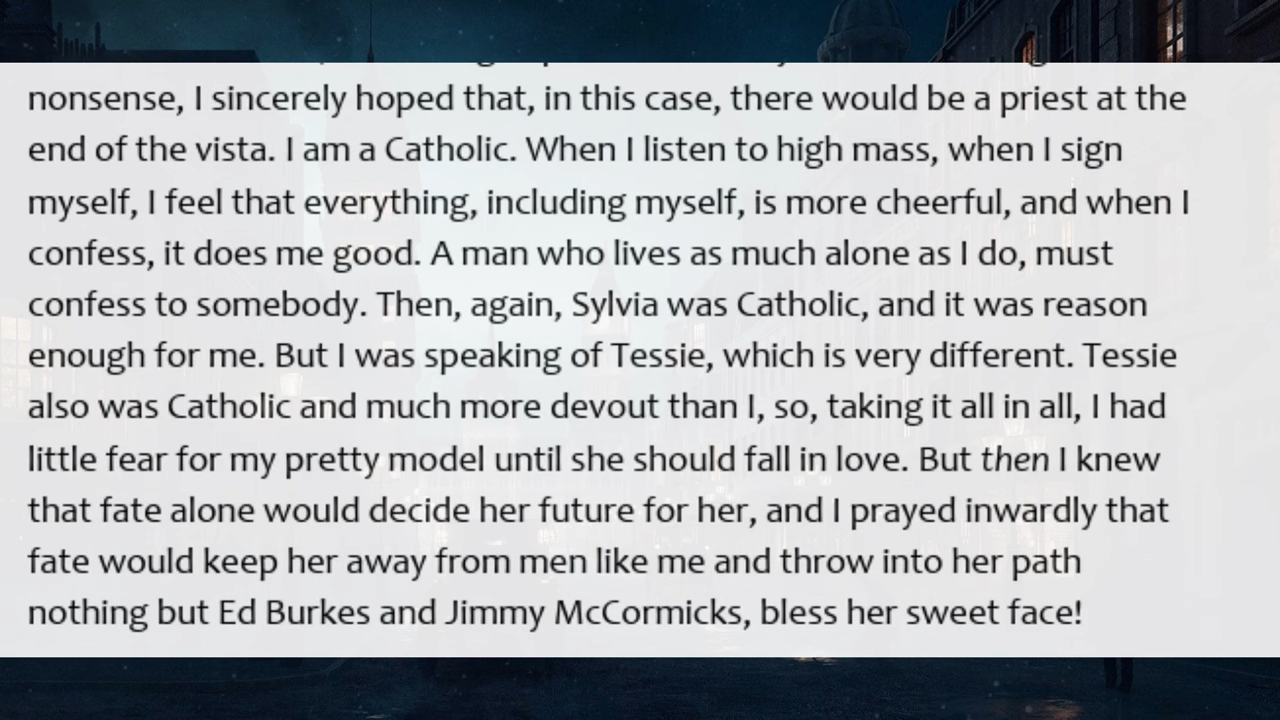 nonsense, I sincerely hoped that, in this case, there would be a priest at the
end of the vista. I am a Catholic. When I listen to high mass, when I sign
myself, I feel that everything, including myself, is more cheerful, and when I
confess, it does me good. A man who lives as much alone as I do, must
confess to somebody. Then, again, Sylvia was Catholic, and it was reason
enough for me. But I was speaking of Tessie, which is very different. Tessie
also was Catholic and much more devout than I, so, taking it all in all, I had
little fear for my pretty model until she should fall in love. But then I knew
that fate alone would decide her future for her, and I prayed inwardly that
fate would keep her away from men like me and throw into her path
nothing but Ed Burkes and Jimmy McCormicks, bless her sweet face!